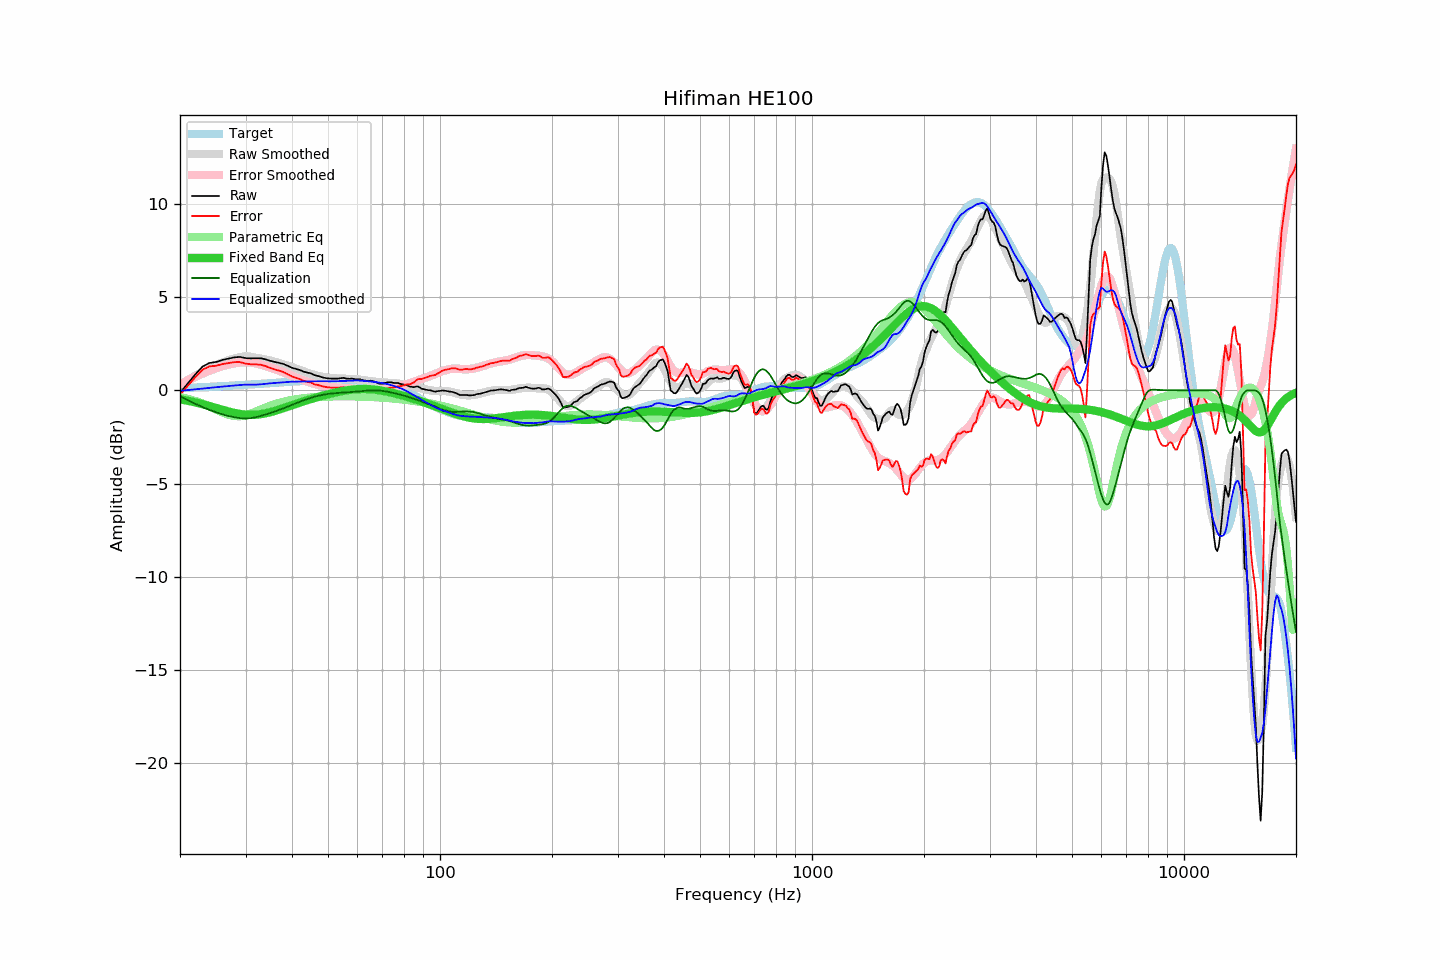 Hifiman HE100
Target
Raw Smoothed
Error Smoothed
Raw
Error
Parametric Eq
Fixed Band Eq
Equalization
Equalized smoothed
10
5
0
−5
−10
−15
−20
Amplitude (dBr)
100
1000
10000
Frequency (Hz)